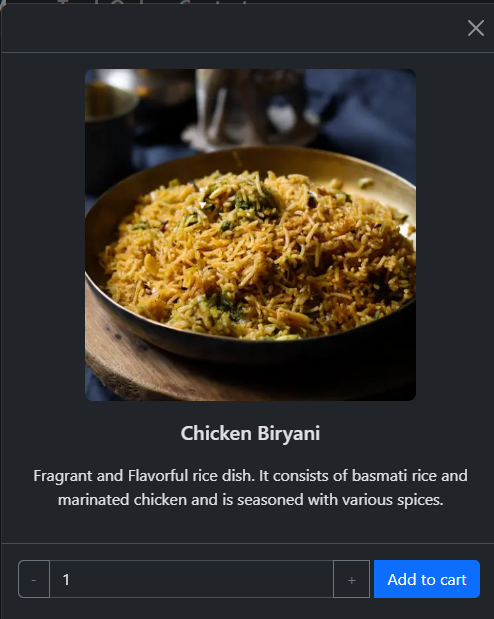 Chicken Biryani
Fragrant and Flavorful rice dish. It consists of basmati rice and
marinated chicken and is seasoned with various spices.
- 1 + Add to cart